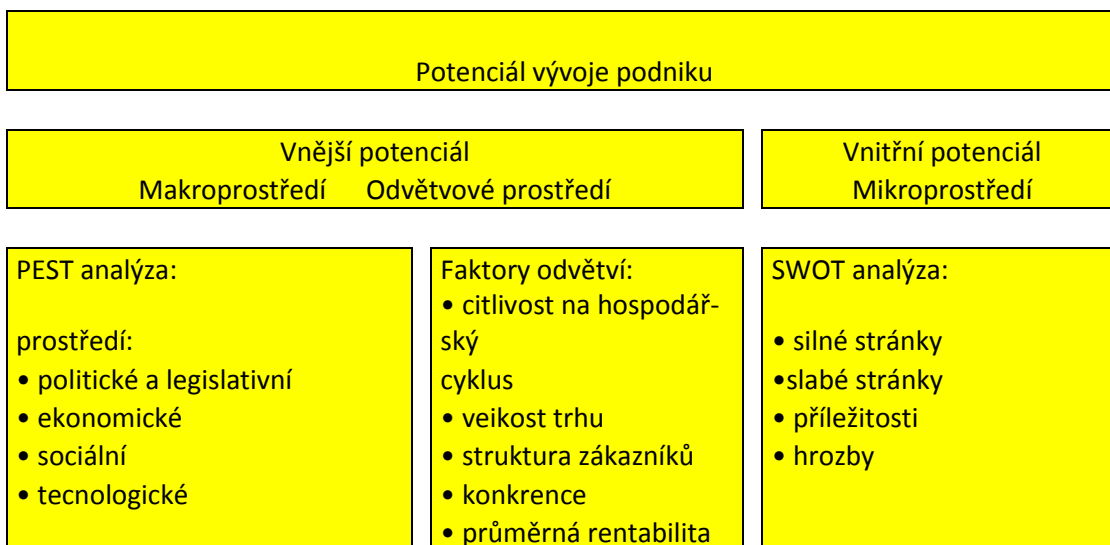 Potenciál vývoje podniku
Vnější potenciál
Makroprostředí Odvětvové prostředí
Vnitřní potenciál
Mikroprostředí
PEST analýza:
prostředí:
• politické a legislativní
• ekonomické
• sociální
• tecnologické
Faktory odvětví:
• citlivost na hospodář-
ský
cyklus
• veikost trhu
• struktura zákazníků
• konkrence
• průměrná rentabilita
SWOT analýza:
• silné stránky
•slabé stránky
• příležitosti
• hrozby